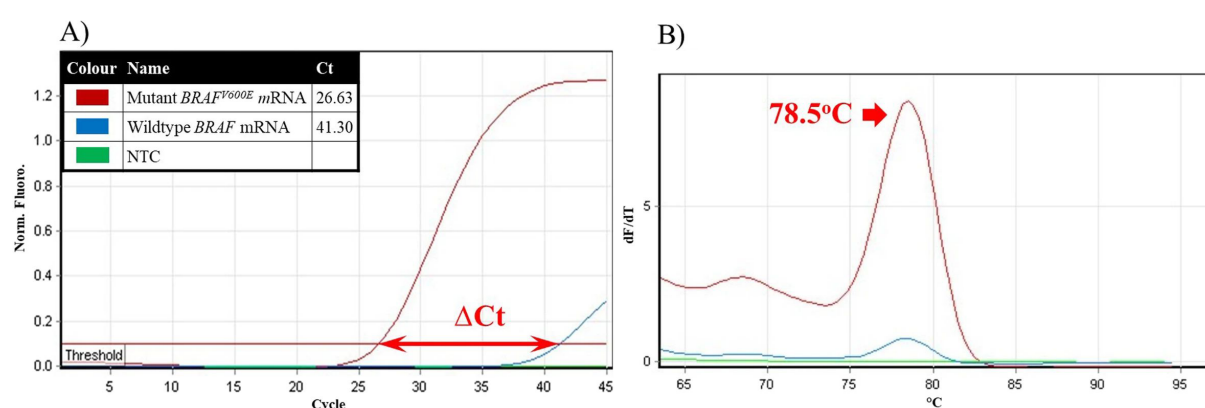 A)
Colour Name Ct
Mutant BRAFV600E mRNA 26.63
Wildtype BRAF mRNA 41.30
NTC
Norm. Fluoro.
1.2
1.0
0.8
0.6
0.4
0.2
0.0
Threshold
ΔCt
5 10 15 20 25 30 35 40 45
Cycle
B)
78.5°C
dF/dT
5
0
65 70 75 80 85 90 95
°C